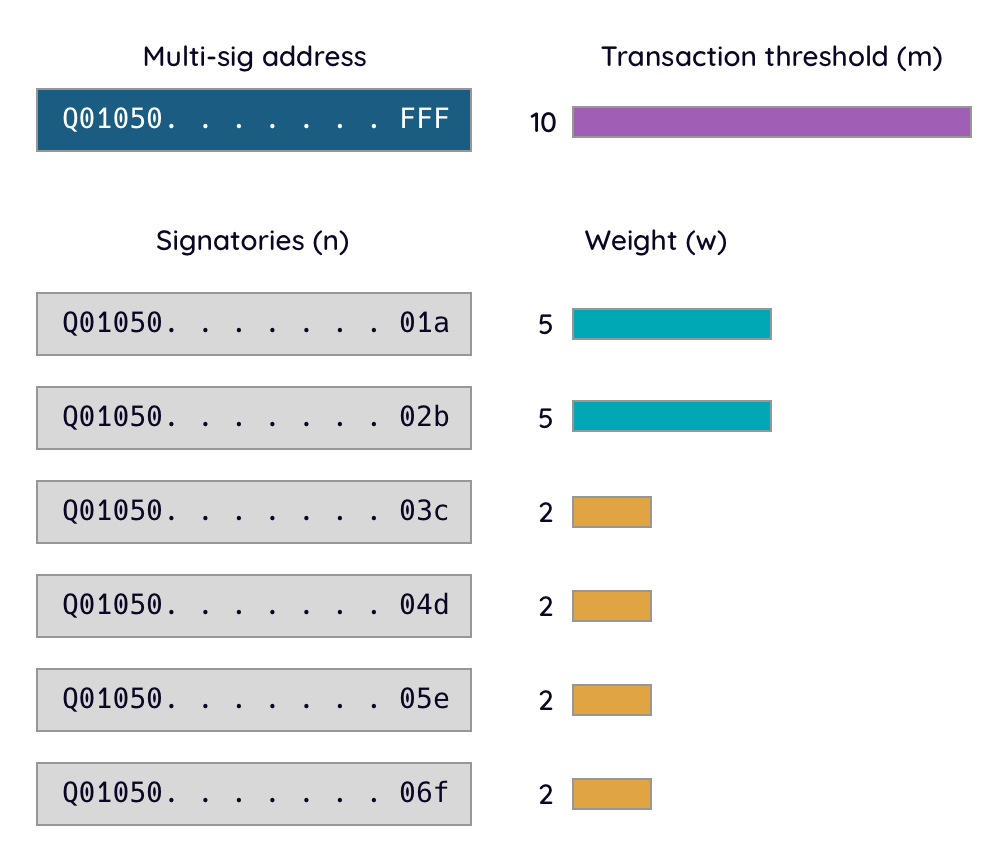 Multi-sig address
Transaction threshold (m)
Q01050. . . . . . . FFF
10
Signatories (n)
Weight (w)
Q01050. . . . . . . 01a
5
Q01050. . . . . . . 02b
5
Q01050. . . . . . . 03c
2
Q01050. . . . . . . 04d
2
Q01050. . . . . . . 05e
2
Q01050. . . . . . . 06f
2